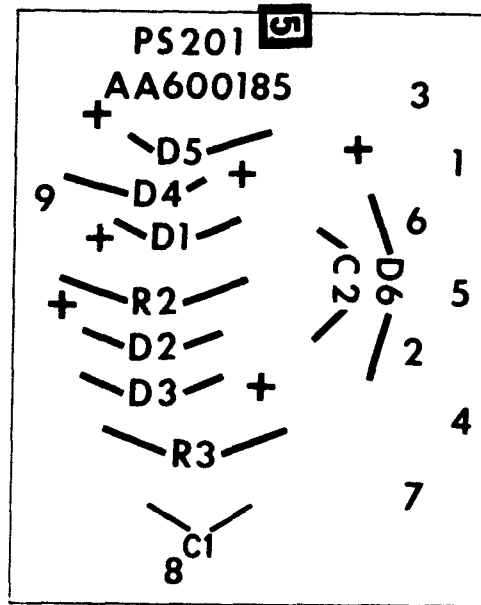 5
PS201
AA600185
3
+
D5
+
1
D4
+
9
D1
+
6
C2
D6
R2
5
+
D2
2
D3
+
4
R3
7
C1
8